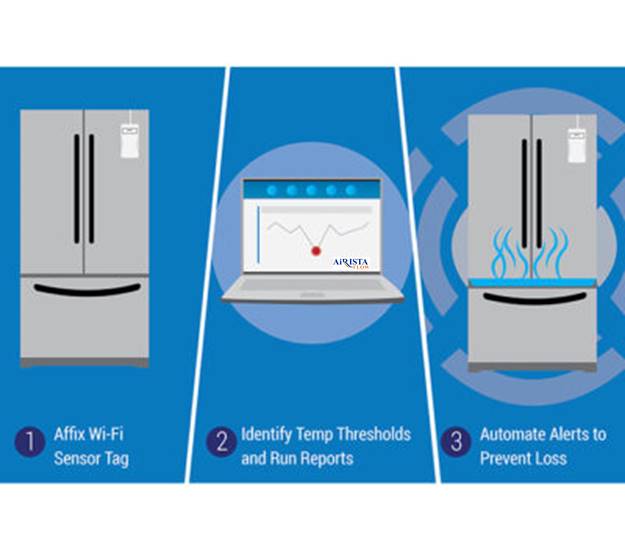 AiRISTA
FLOW
1 Affix Wi-Fi
Sensor Tag
2 Identify Temp Thresholds
and Run Reports
3 Automate Alerts to
Prevent Loss